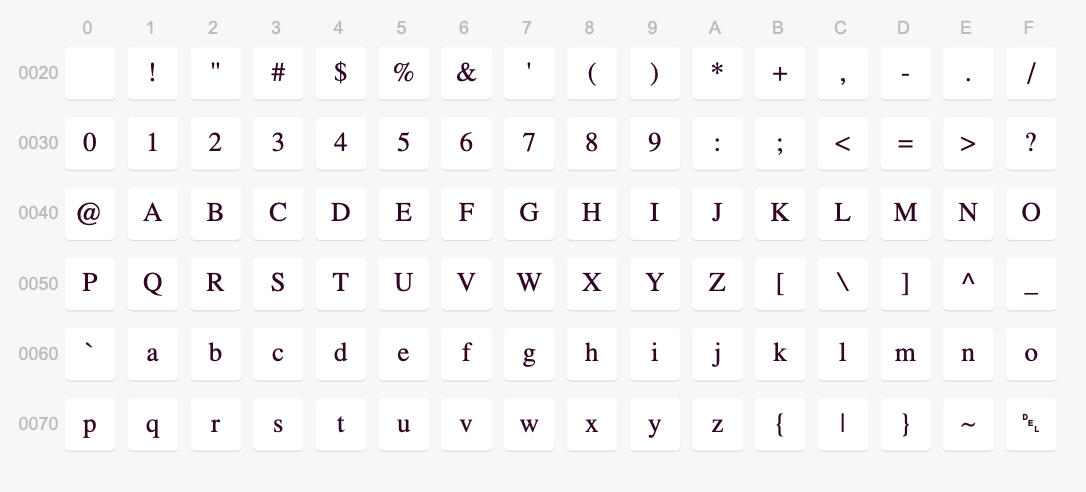 0 1 2 3 4 5 6 7 8 9 A B C D E F
0020 ! " # $ % & ' ( ) * + , - . /
0030 0 1 2 3 4 5 6 7 8 9 : ; < = > ?
0040 @ A B C D E F G H I J K L M N O
0050 P Q R S T U V W X Y Z [ \ ] ^ _
0060 ` a b c d e f g h i j k l m n o
0070 p q r s t u v w x y z { | } ~ ␡